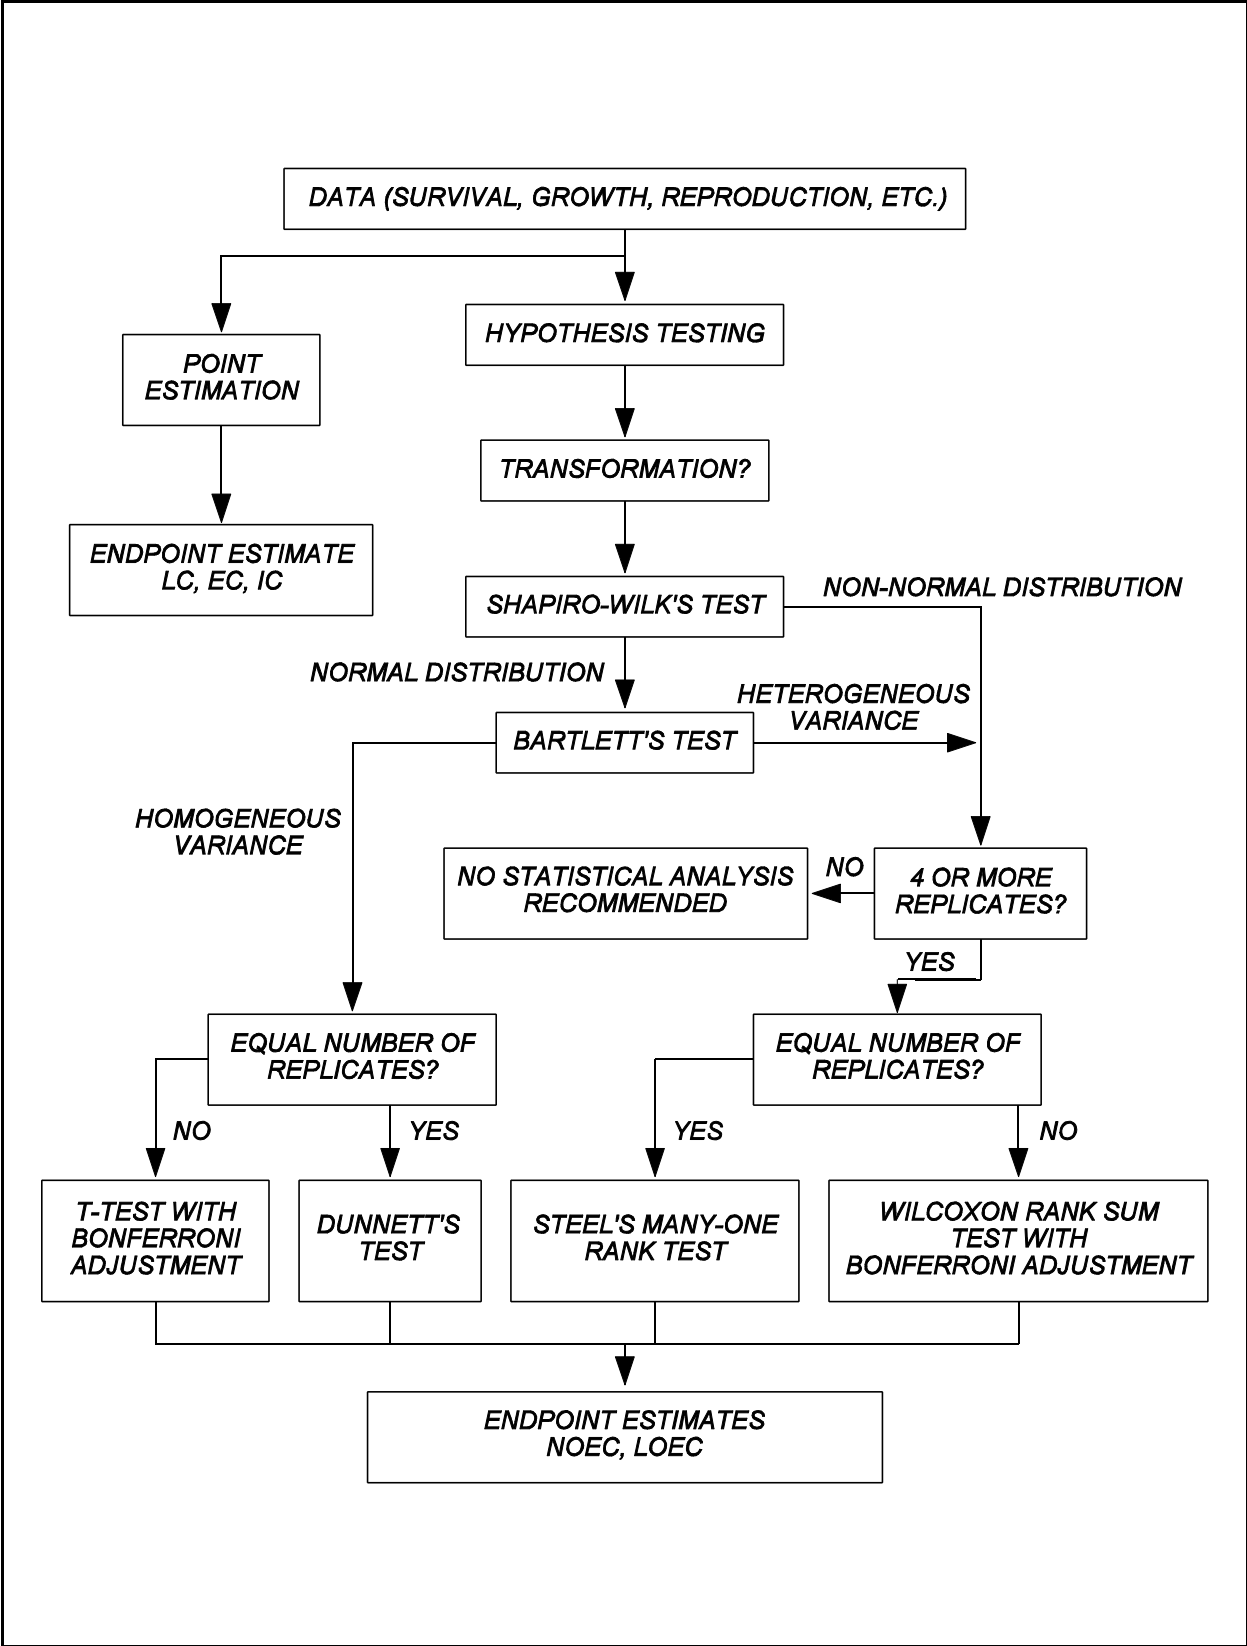 DATA (SURVIVAL, GROWTH, REPRODUCTION, ETC.)
POINT
ESTIMATION
HYPOTHESIS TESTING
TRANSFORMATION?
ENDPOINT ESTIMATE
LC, EC, IC
SHAPIRO-WILK'S TEST
NON-NORMAL DISTRIBUTION
NORMAL DISTRIBUTION
HETEROGENEOUS
VARIANCE
BARTLETT'S TEST
HOMOGENEOUS
VARIANCE
NO STATISTICAL ANALYSIS
RECOMMENDED
NO
4 OR MORE
REPLICATES?
YES
EQUAL NUMBER OF
REPLICATES?
EQUAL NUMBER OF
REPLICATES?
NO
YES
YES
NO
T-TEST WITH
BONFERRONI
ADJUSTMENT
DUNNETT'S
TEST
STEEL'S MANY-ONE
RANK TEST
WILCOXON RANK SUM
TEST WITH
BONFERRONI ADJUSTMENT
ENDPOINT ESTIMATES
NOEC, LOEC